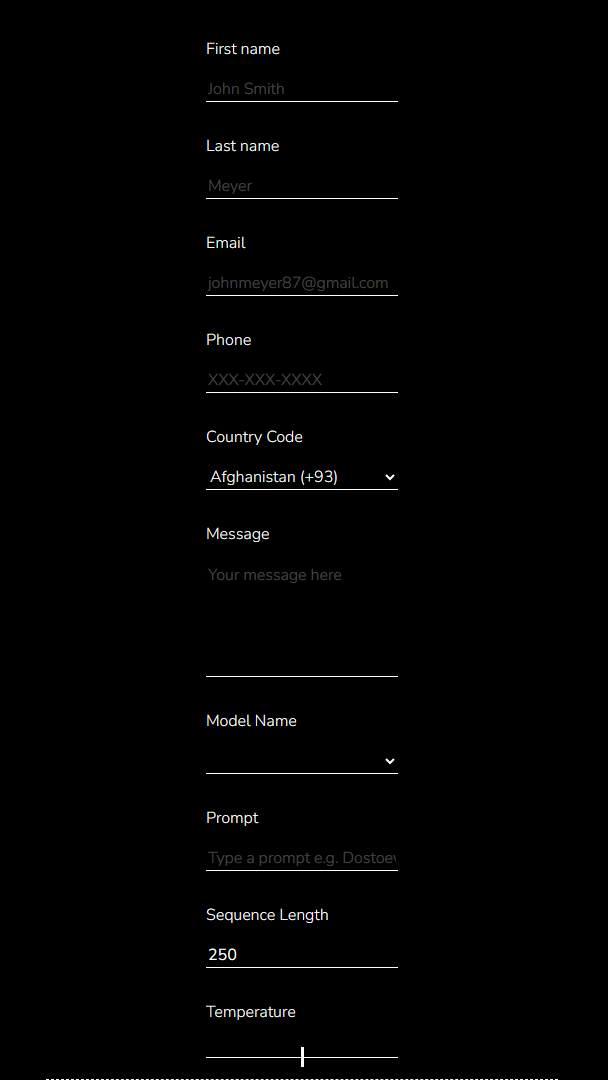 First name
John Smith
Last name
Meyer
Email
johnmeyer87@gmail.com
Phone
XXX-XXX-XXXX
Country Code
Afghanistan (+93)
Message
Your message here
Model Name
Prompt
Type a prompt e.g. Dostoev
Sequence Length
250
Temperature